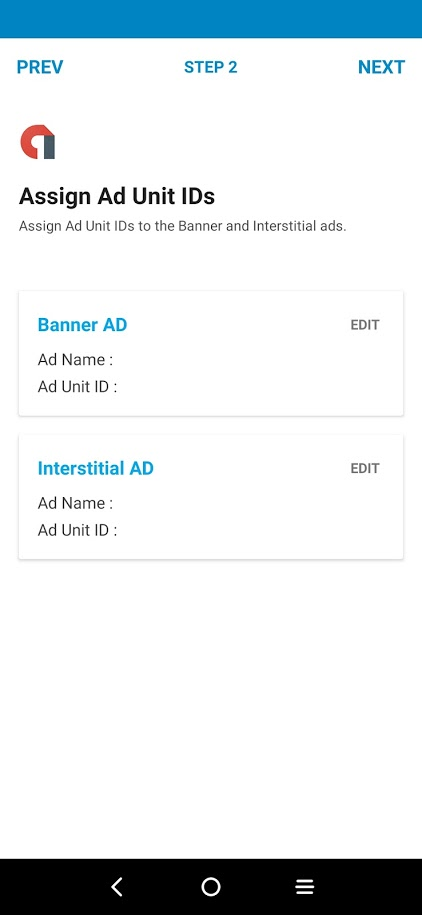 PREV STEP 2 NEXT
Assign Ad Unit IDs
Assign Ad Unit IDs to the Banner and Interstitial ads.
Banner AD EDIT
Ad Name :
Ad Unit ID :
Interstitial AD EDIT
Ad Name :
Ad Unit ID :